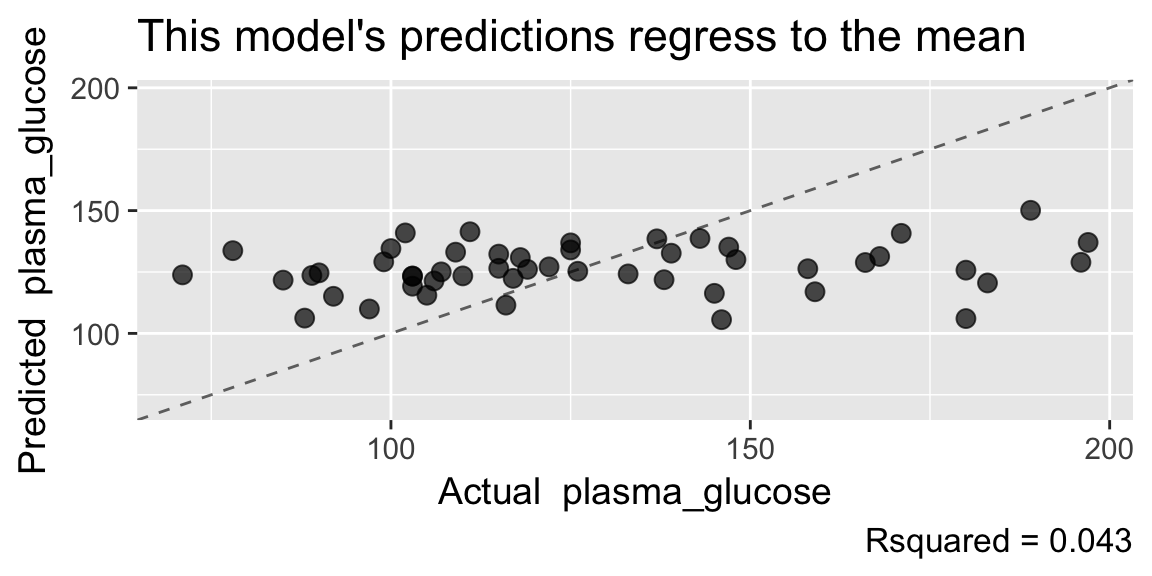 This model's predictions regress to the mean
Predicted  plasma_glucose
200
150
100
100
150
200
Actual  plasma_glucose
Rsquared = 0.043